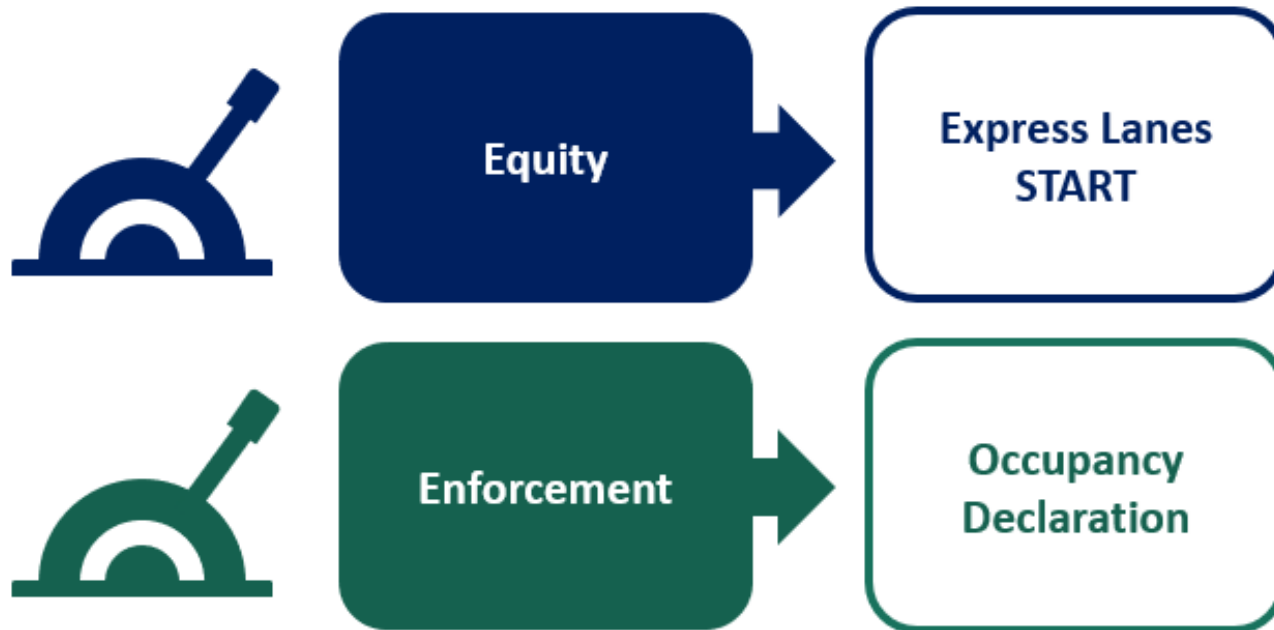 Equity
Express Lanes
START
Enforcement
Occupancy
Declaration